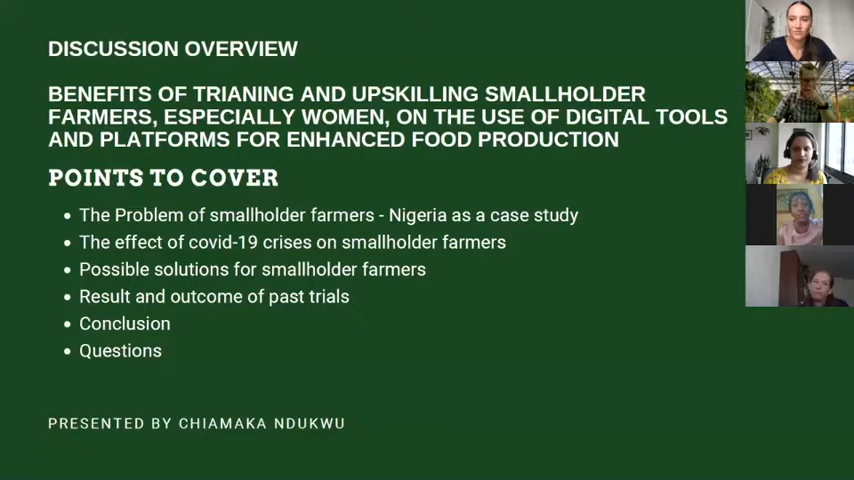 DISCUSSION OVERVIEW
BENEFITS OF TRIANING AND UPSKILLING SMALLHOLDER
FARMERS, ESPECIALLY WOMEN, ON THE USE OF DIGITAL TOOLS
AND PLATFORMS FOR ENHANCED FOOD PRODUCTION
POINTS TO COVER
• The Problem of smallholder farmers - Nigeria as a case study
• The effect of covid-19 crises on smallholder farmers
• Possible solutions for smallholder farmers
• Result and outcome of past trials
• Conclusion
• Questions
PRESENTED BY CHIAMAKA NDUKWU